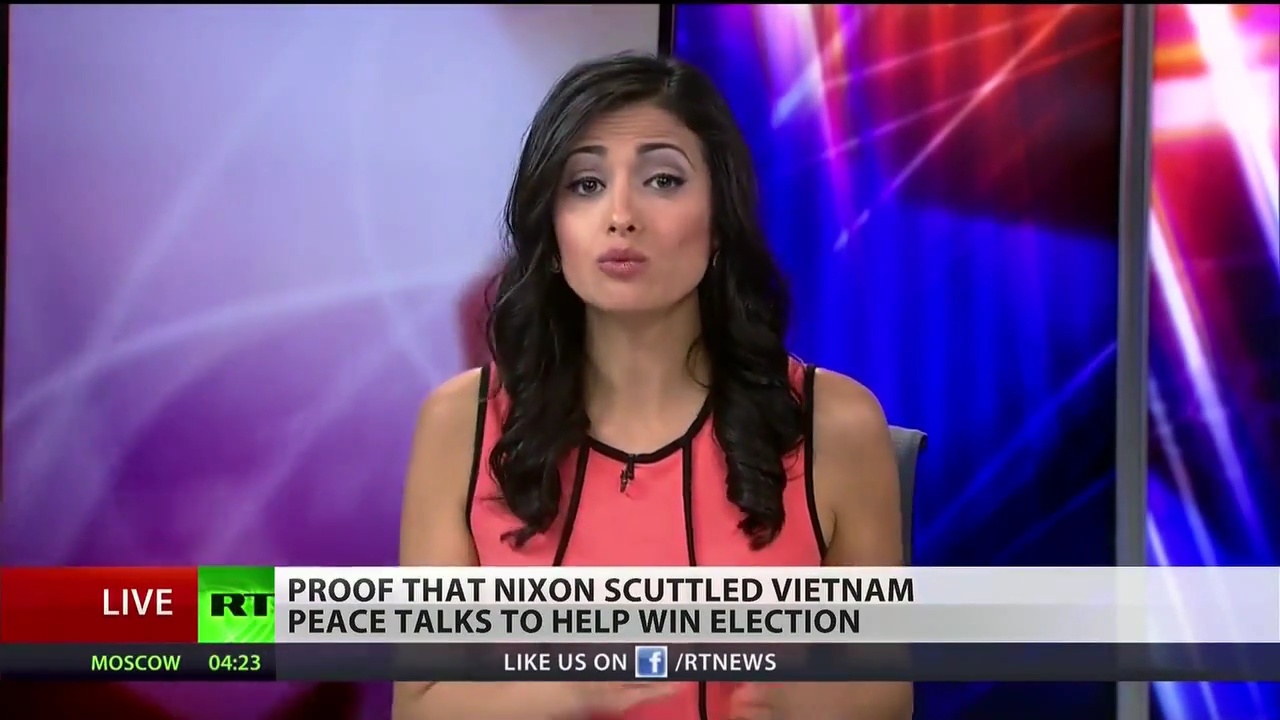 LIVE
RT
PROOF THAT NIXON SCUTTLED VIETNAM
PEACE TALKS TO HELP WIN ELECTION
MOSCOW 04:23
LIKE US ON f /RTNEWS